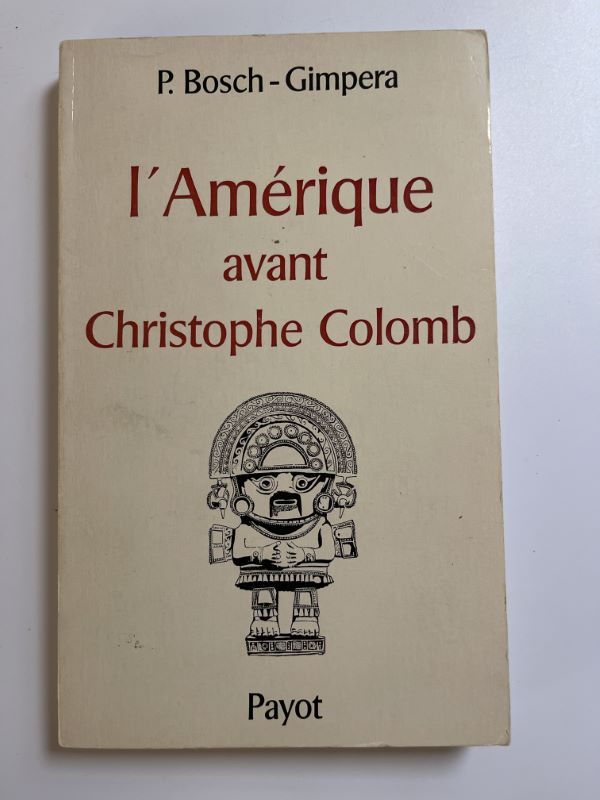 P. Bosch-Gimpera
l'Amérique
avant
Christophe Colomb
Payot